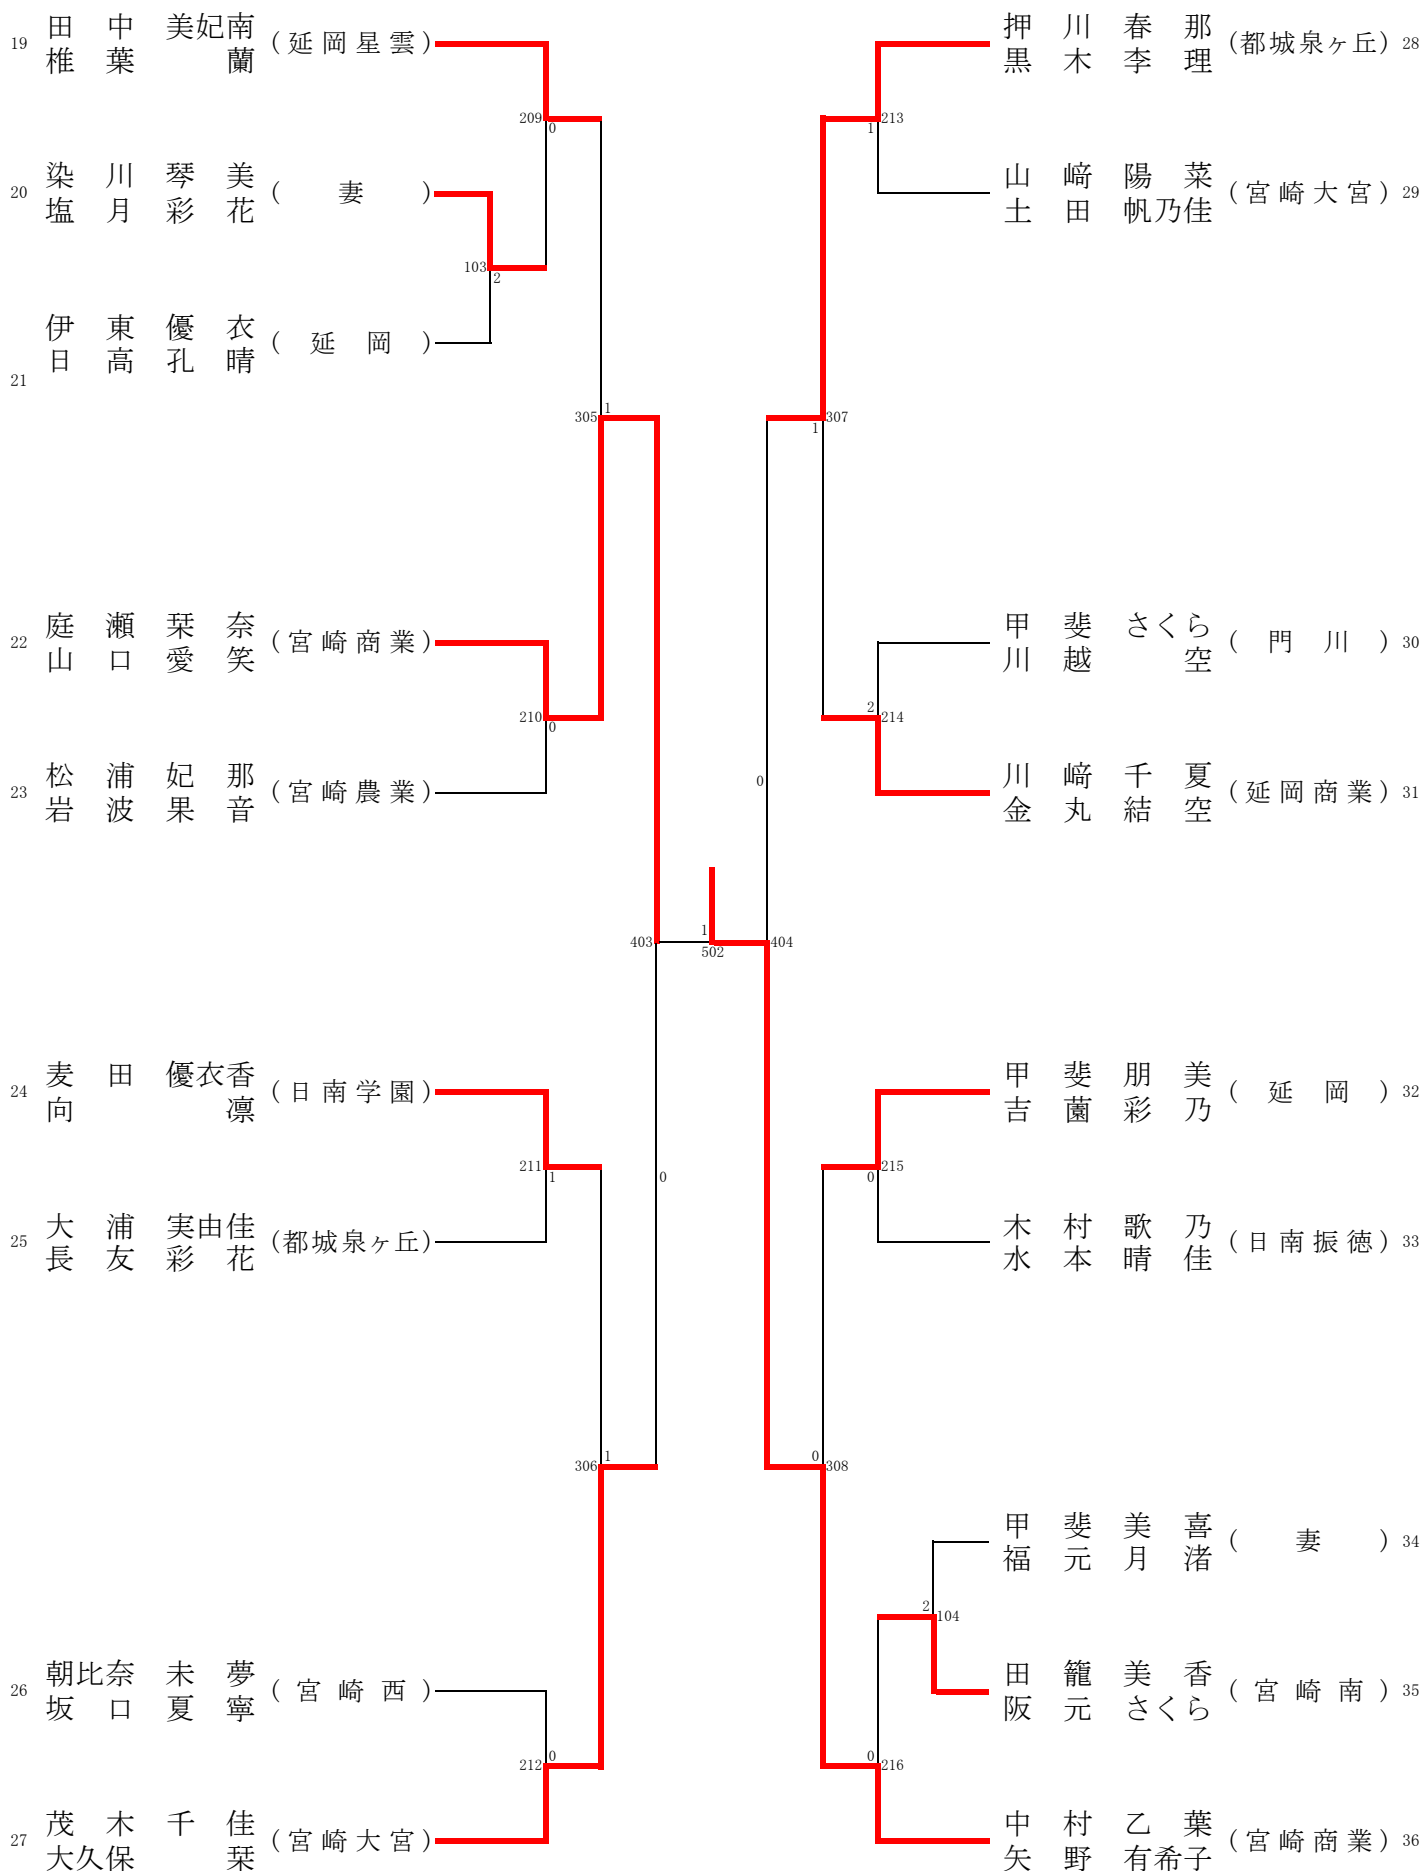 19 田中美妃南 (延岡星雲)
椎葉蘭
209
0
20 染川琴美 (妻)
塩月彩花
103
2
伊東優衣 (延岡)
日高孔晴
21
305
1
22 庭瀬栞奈 (宮崎商業)
山口愛笑
210
0
23 松浦妃那 (宮崎農業)
岩波果音
403
24 麦田優衣香 (日南学園)
向凛
211
1
0
25 大浦実由佳 (都城泉ヶ丘)
長友彩花
306
1
26 朝比奈未夢 (宮崎西)
坂口夏寧
212
0
27 茂木千佳 (宮崎大宮)
大久保栞
1
502
押川春那 (都城泉ヶ丘) 28
黒木李理
1
213
山﨑陽菜 (宮崎大宮) 29
土田帆乃佳
307
1
甲斐さくら (門川) 30
川越空
2
214
0
川﨑千夏 (延岡商業) 31
金丸結空
404
甲斐朋美 (延岡) 32
吉薗彩乃
0
215
木村歌乃 (日南振徳) 33
水本晴佳
0
308
甲斐美喜 (妻) 34
福元月渚
2
104
田籠美香 (宮崎南) 35
阪元さくら
0
216
中村乙葉 (宮崎商業) 36
矢野有希子